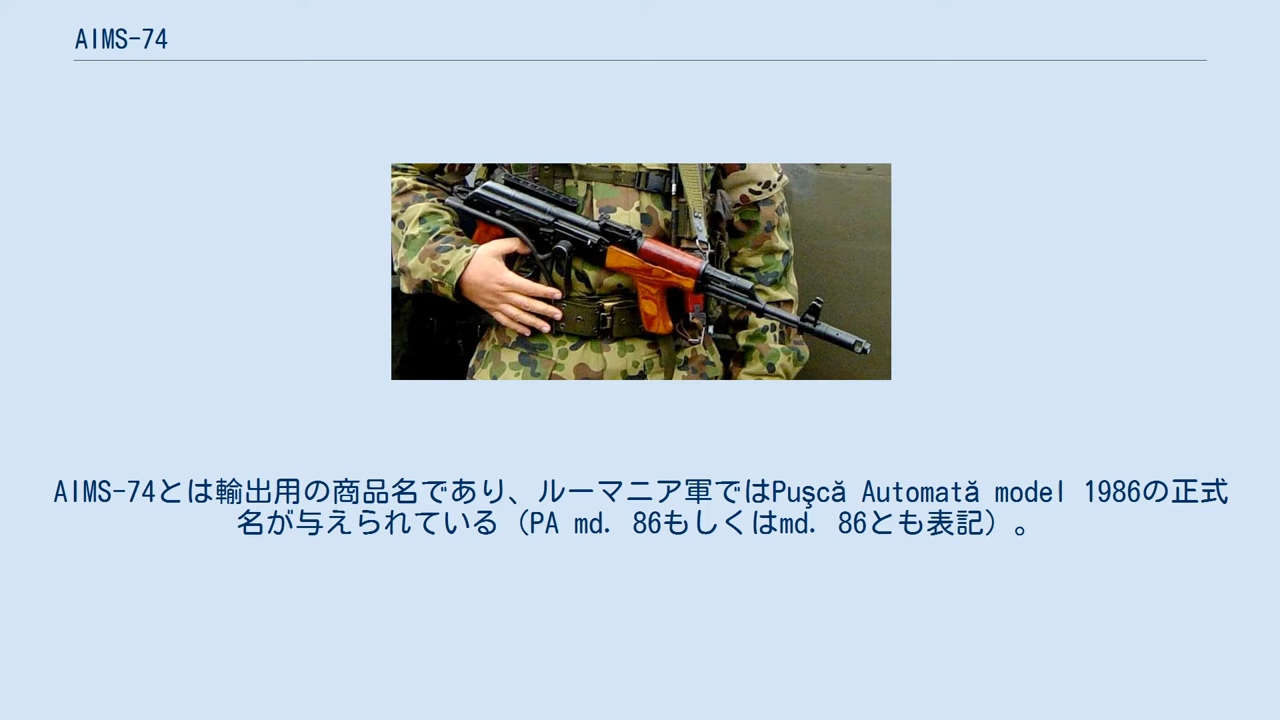 AIMS-74
AIMS-74とは輸出用の商品名であり、ルーマニア軍ではPuşcă Automată model 1986の正式
名が与えられている（PA md. 86もしくはmd. 86とも表記）。